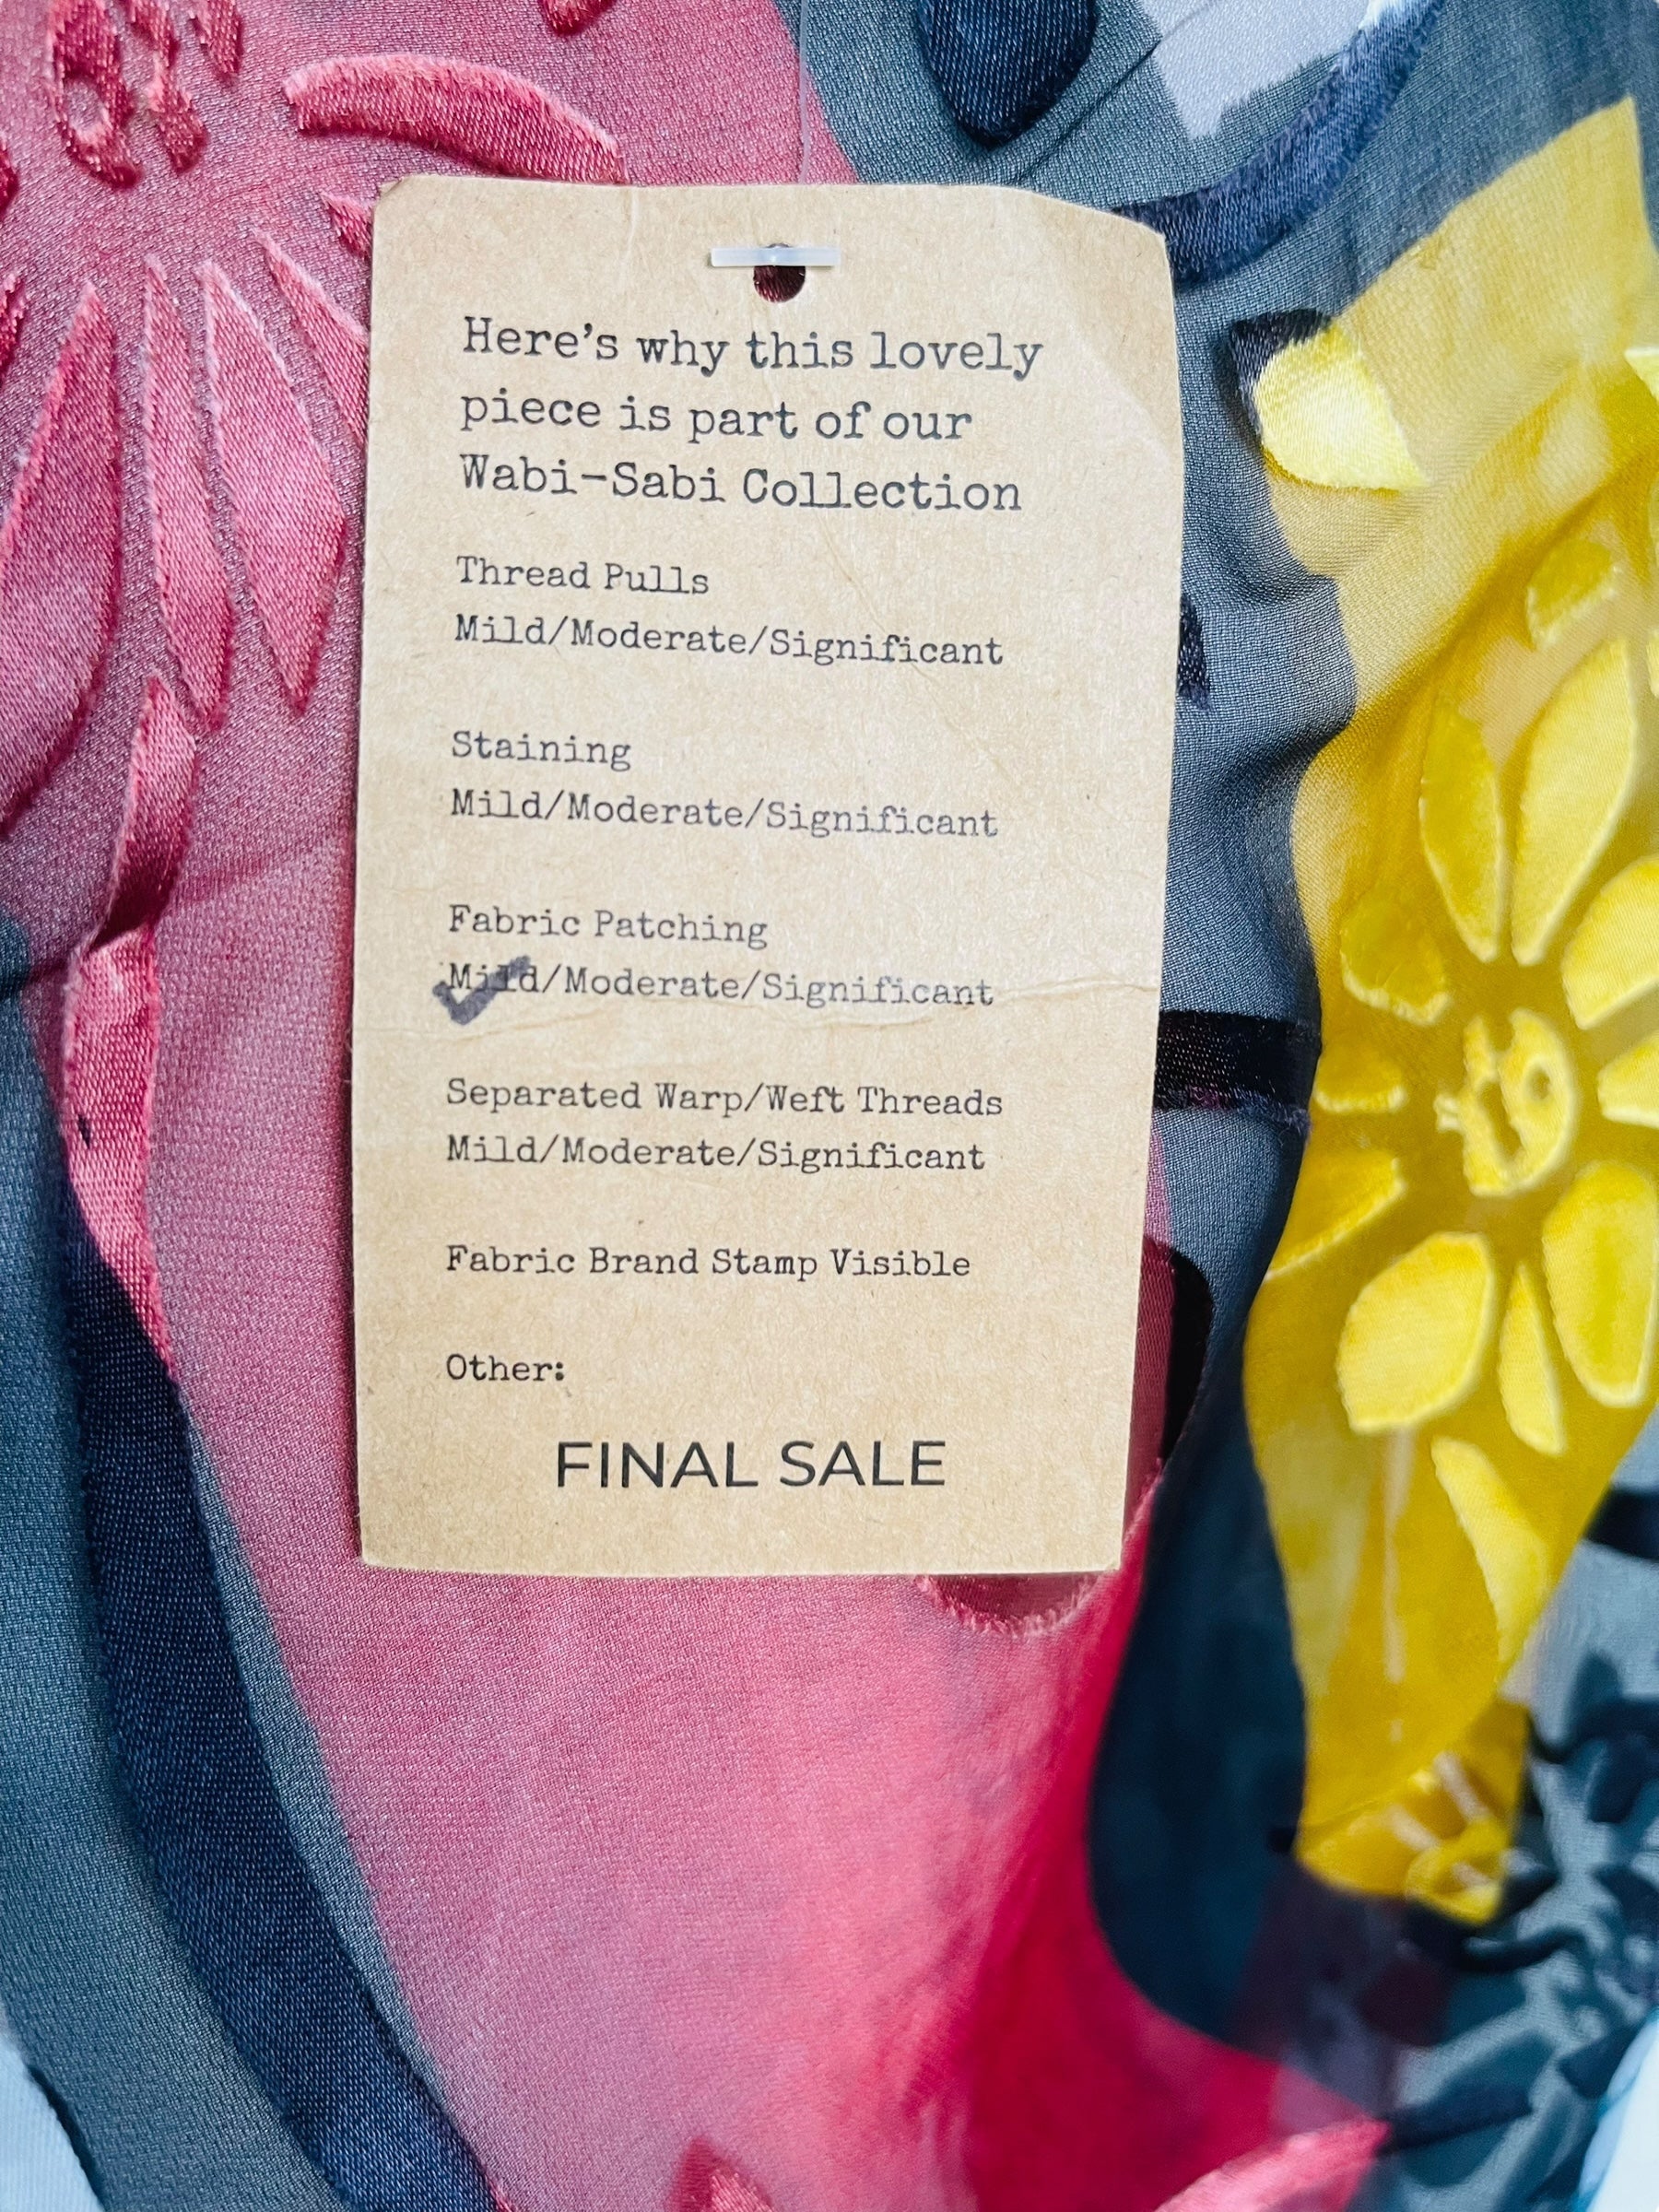 Here's why this lovely
piece is part of our
Wabi-Sabi Collection
Thread Pulls
Mild/Moderate/Significant
Staining
Mild/Moderate/Significant
Fabric Patching
Mild/Moderate/Significant
Separated Warp/Weft Threads
Mild/Moderate/Significant
Fabric Brand Stamp Visible
Other:
FINAL SALE